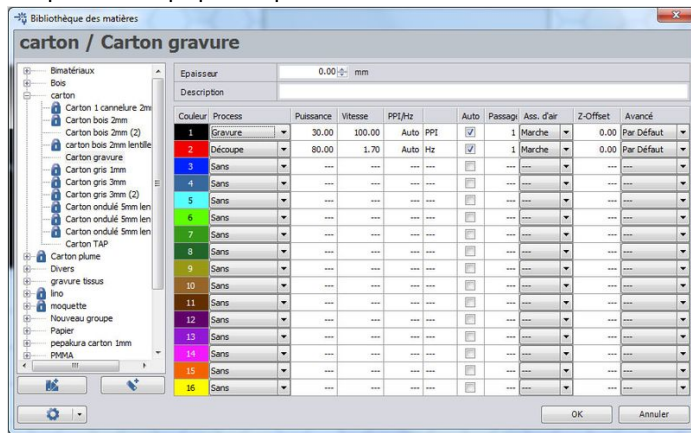 Bibliothèque des matières
carton / Carton gravure
Bimatériaux
Bois
carton
Carton 1 cannelure 2m
Carton bois 2mm
Carton bois 2mm (2)
carton bois 2mm lentille
Carton gravure
Carton gris 1mm
Carton gris 3mm
Carton gris 3mm (2)
Carton ondulé 5mm len
Carton ondulé 5mm len
Carton ondulé 5mm len
Carton TAP
Carton plume
Divers
gravure tissus
lino
moquette
Nouveau groupe
Papier
pepakura carton 1mm
PMMA
Epaisseur 0.00 mm
Description
Couleur Process Puissance Vitesse PPI/Hz Auto Passage Ass. d'air Z-Offset Avancé
1 Gravure 30.00 100.00 Auto PPI 1 Marche 0.00 Par Défaut
2 Découpe 80.00 1.70 Auto Hz 1 Marche 0.00 Par Défaut
3 Sans --- --- --- --- --- --- --- ---
4 Sans --- --- --- --- --- --- --- ---
5 Sans --- --- --- --- --- --- --- ---
6 Sans --- --- --- --- --- --- --- ---
7 Sans --- --- --- --- --- --- --- ---
8 Sans --- --- --- --- --- --- --- ---
9 Sans --- --- --- --- --- --- --- ---
10 Sans --- --- --- --- --- --- --- ---
11 Sans --- --- --- --- --- --- --- ---
12 Sans --- --- --- --- --- --- --- ---
13 Sans --- --- --- --- --- --- --- ---
14 Sans --- --- --- --- --- --- --- ---
15 Sans --- --- --- --- --- --- --- ---
16 Sans --- --- --- --- --- --- --- ---
OK Annuler